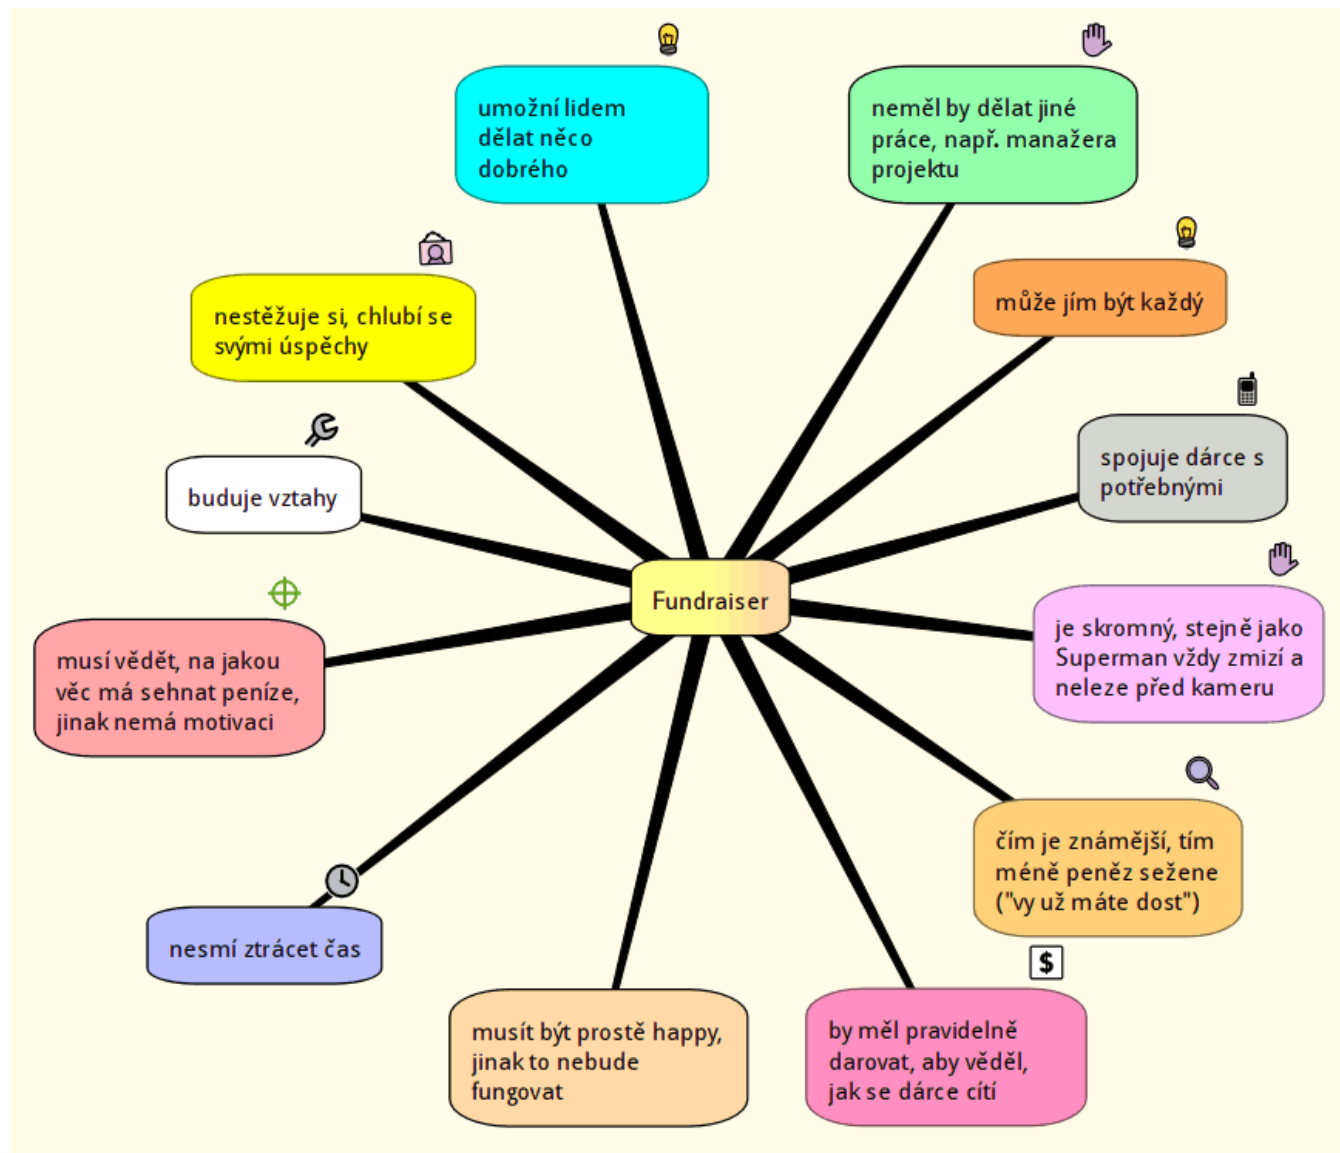 umožní lidem
dělat něco
dobrého
neměl by dělat jiné
práce, např. manažera
projektu
může jím být každý
nestěžuje si, chlubí se
svými úspěchy
spojuje dárce s
potřebnými
buduje vztahy
Fundraiser
je skromný, stejně jako
Superman vždy zmizí a
neleze před kameru
musí vědět, na jakou
věc má sehnat peníze,
jinak nemá motivaci
čím je známější, tím
méně peněz sežene
("vy už máte dost")
nesmí ztrácet čas
$
musít být prostě happy,
jinak to nebude
fungovat
by měl pravidelně
darovat, aby věděl,
jak se dárce cítí